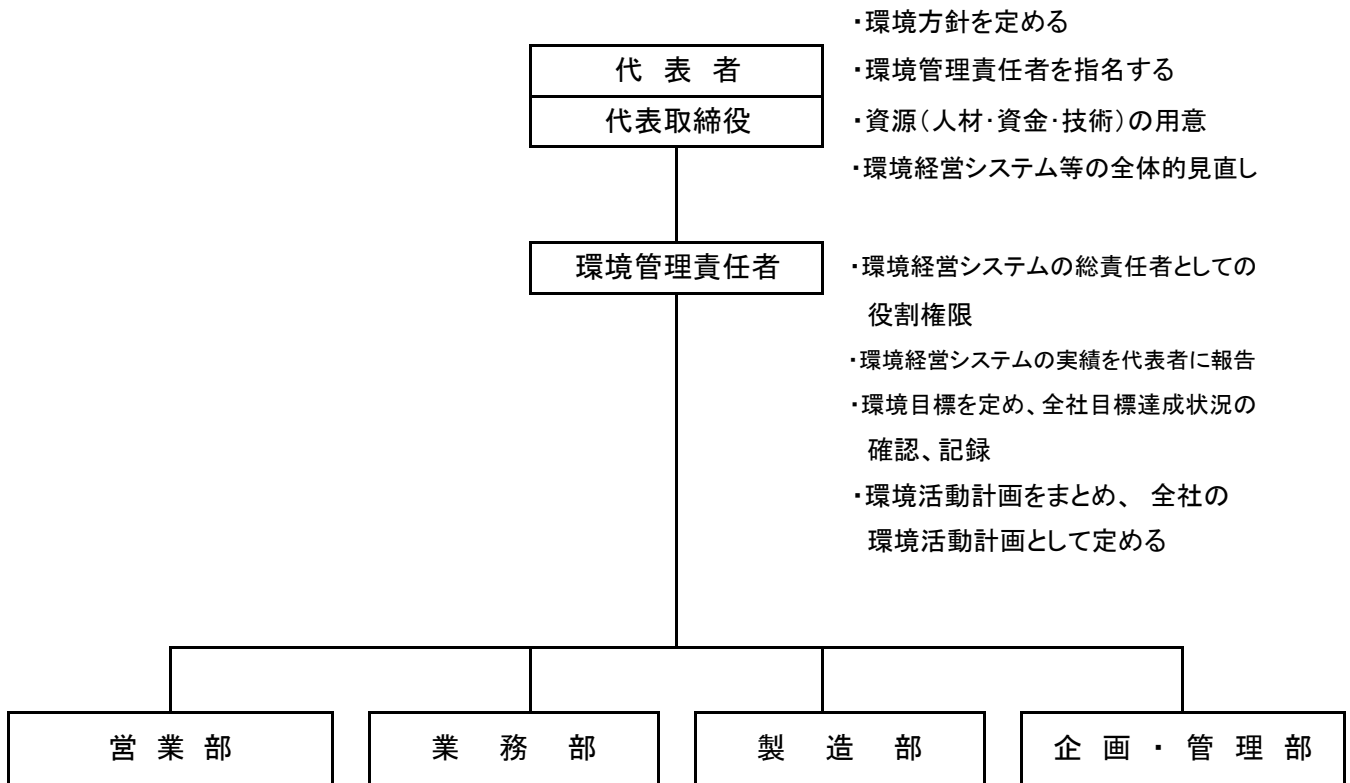 ・環境方針を定める
代 表 者
・環境管理責任者を指名する
代表取締役
・資源(人材・資金・技術)の用意
・環境経営システム等の全体的見直し
環境管理責任者
・環境経営システムの総責任者としての
役割権限
・環境経営システムの実績を代表者に報告
・環境目標を定め、全社目標達成状況の
確認、記録
・環境活動計画をまとめ、 全社の
環境活動計画として定める
営 業 部
業 務 部
製 造 部
企 画 ・ 管 理 部